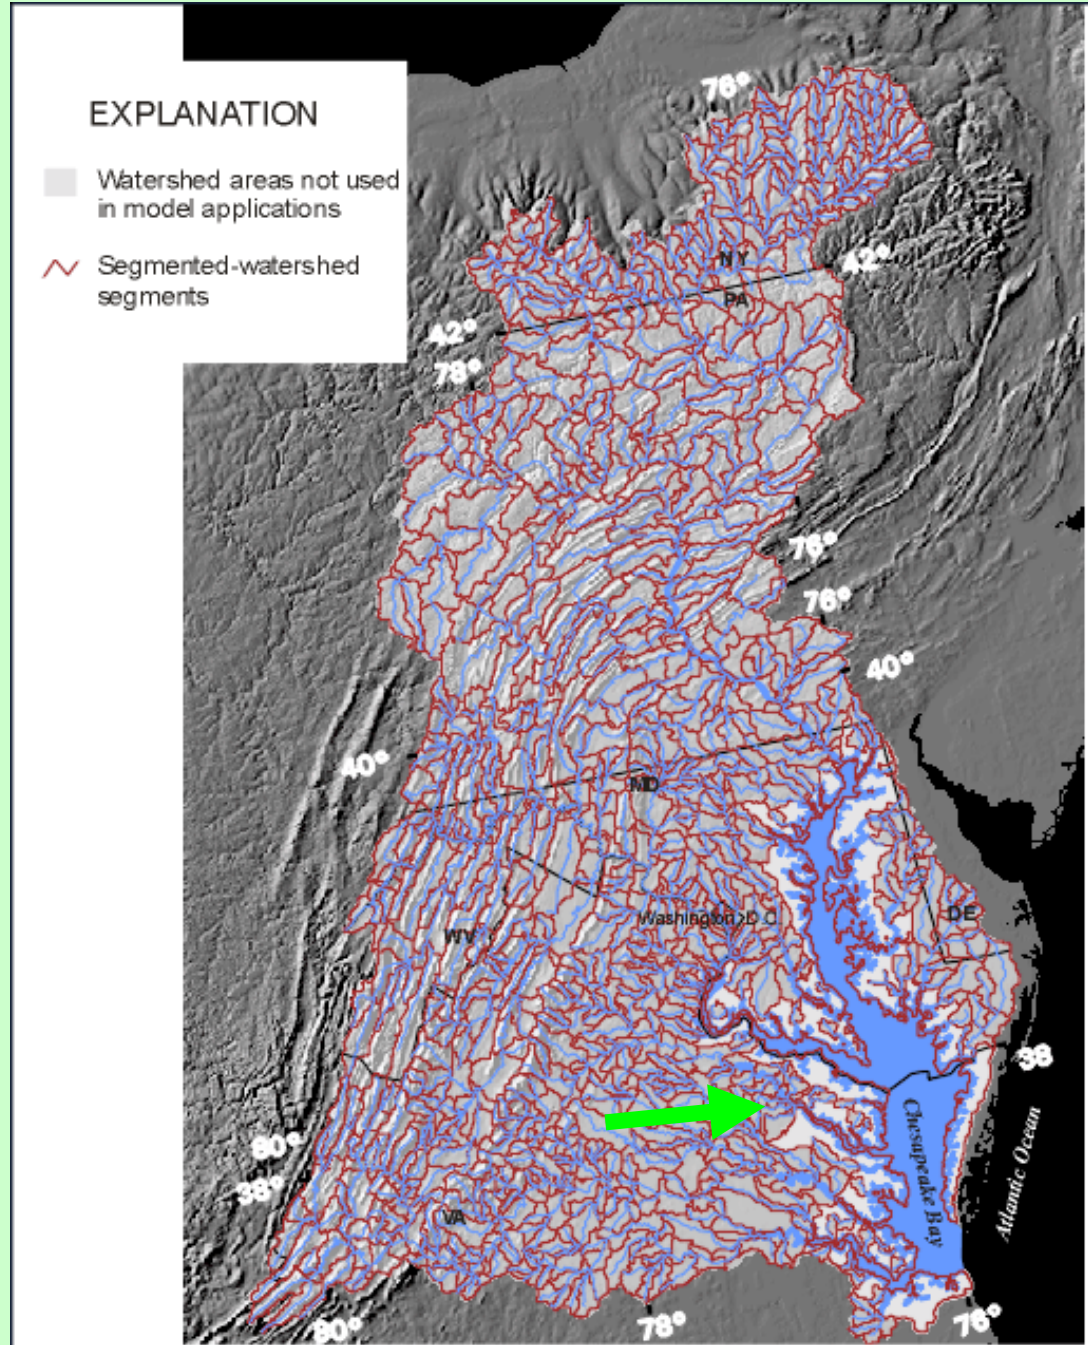 EXPLANATION
Watershed areas not used
in model applications
Segmented-watershed
segments
76°
NY
42°
PA
42°
78°
76°
76°
40°
40°
MD
Washington, D.C.
DE
WV
38
Chesapeake Bay
Atlantic Ocean
80°
38°
VA
80°
78°
76°